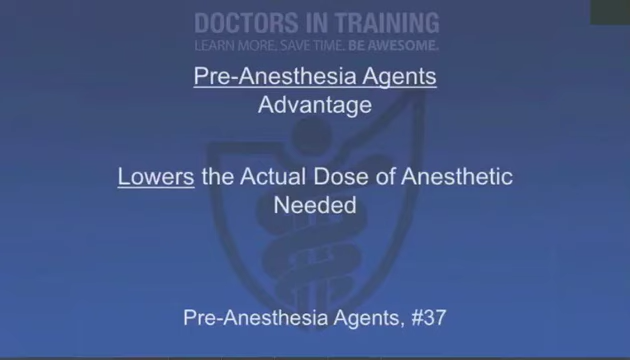 DOCTORS IN TRAINING
LEARN MORE. SAVE TIME. BE AWESOME.
Pre-Anesthesia Agents
Advantage
Lowers the Actual Dose of Anesthetic
Needed
Pre-Anesthesia Agents, #37